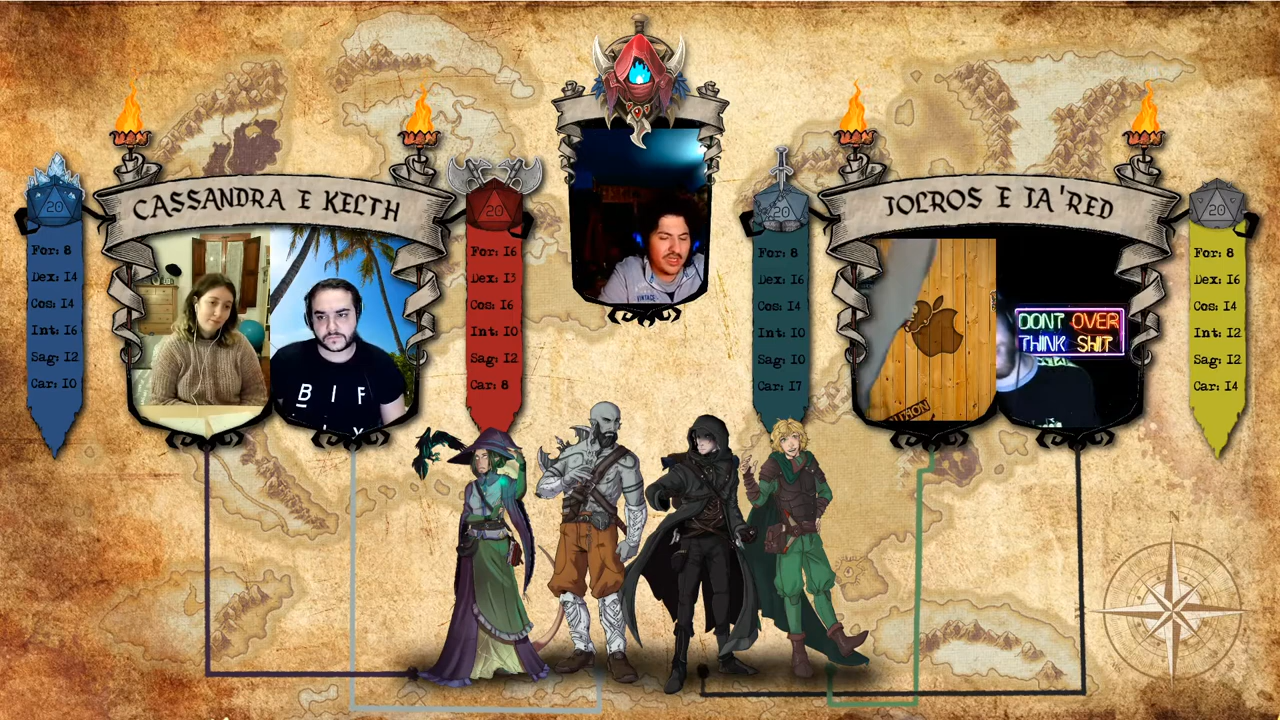 CASSANDRA E KELTH
JOLROS E JA'RED
20
For: 8
Dex: 14
Cos: 14
Int: 16
Sag: 12
Car: 10
20
For: 16
Dex: 13
Cos: 16
Int: 10
Sag: 12
Car: 8
20
For: 8
Dex: 16
Cos: 14
Int: 10
Sag: 10
Car: 17
20
For: 8
Dex: 16
Cos: 14
Int: 12
Sag: 12
Car: 14
B I F
VINTAGE
DONT OVER
THINK SHIT
N